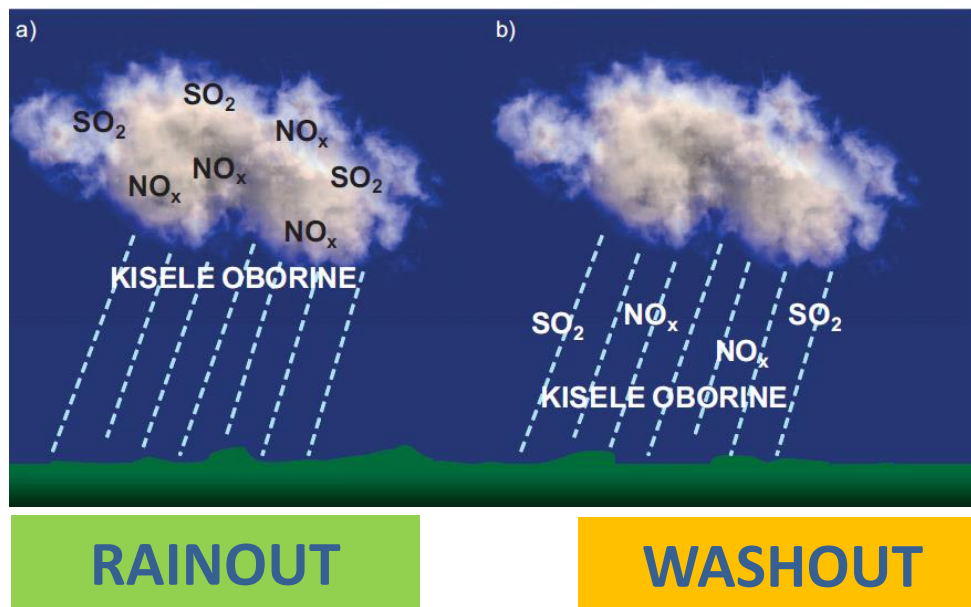 a)
SO₂
SO₂
NOₓ
NOₓ
NOₓ
SO₂
NOₓ
KISELE OBORINE
b)
SO₂
NOₓ
SO₂
NOₓ
KISELE OBORINE
RAINOUT
WASHOUT